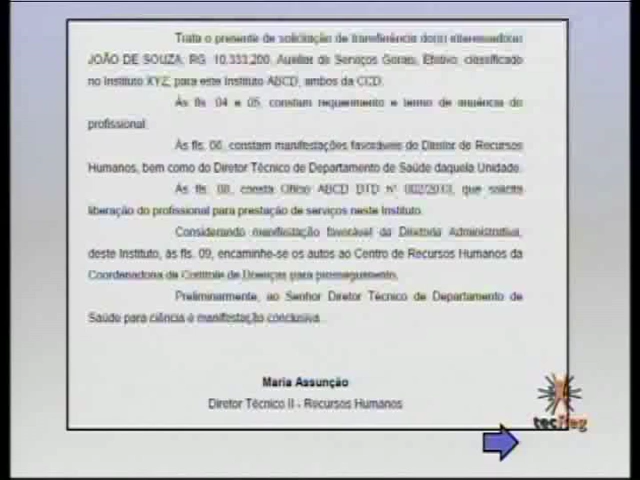 Trata o presente de solicitação de transferência do(a) interessado(a)
JOÃO DE SOUZA, RG. 10.333.200, Auxiliar de Serviços Gerais, Efetivo, classificado
no Instituto XYZ, para este Instituto ABCD, ambos da CCD.
Às fls. 04 e 05, constam requerimento e termo de anuência do
profissional.
Às fls. 06, constam manifestações favoráveis do Diretor de Recursos
Humanos, bem como do Diretor Técnico de Departamento de Saúde daquela Unidade.
Às fls. 08, consta Ofício ABCD DTD nº 002/2013, que solicita
liberação do profissional para prestação de serviços neste Instituto.
Considerando manifestação favorável da Diretoria Administrativa,
deste Instituto, às fls. 09, encaminhe-se os autos ao Centro de Recursos Humanos da
Coordenadoria de Controle de Doenças para prosseguimento.
Preliminarmente, ao Senhor Diretor Técnico de Departamento de
Saúde para ciência e manifestação conclusiva.
Maria Assunção
Diretor Técnico II - Recursos Humanos